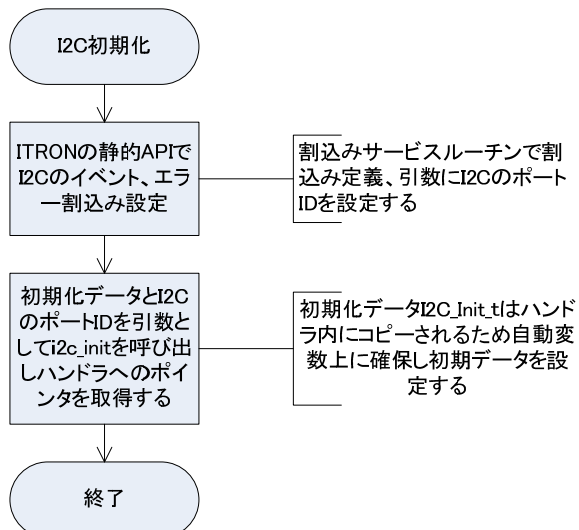 I2C初期化
ITRONの静的APIで
I2Cのイベント、エラ
ー割込み設定
割込みサービスルーチンで割
込み定義、引数にI2Cのポート
IDを設定する
初期化データとI2C
のポートIDを引数と
してi2c_initを呼び出
しハンドラへのポイ
ンタを取得する
初期化データI2C_Init_tはハンド
ラ内にコピーされるため自動変
数上に確保し初期データを設
定する
終了